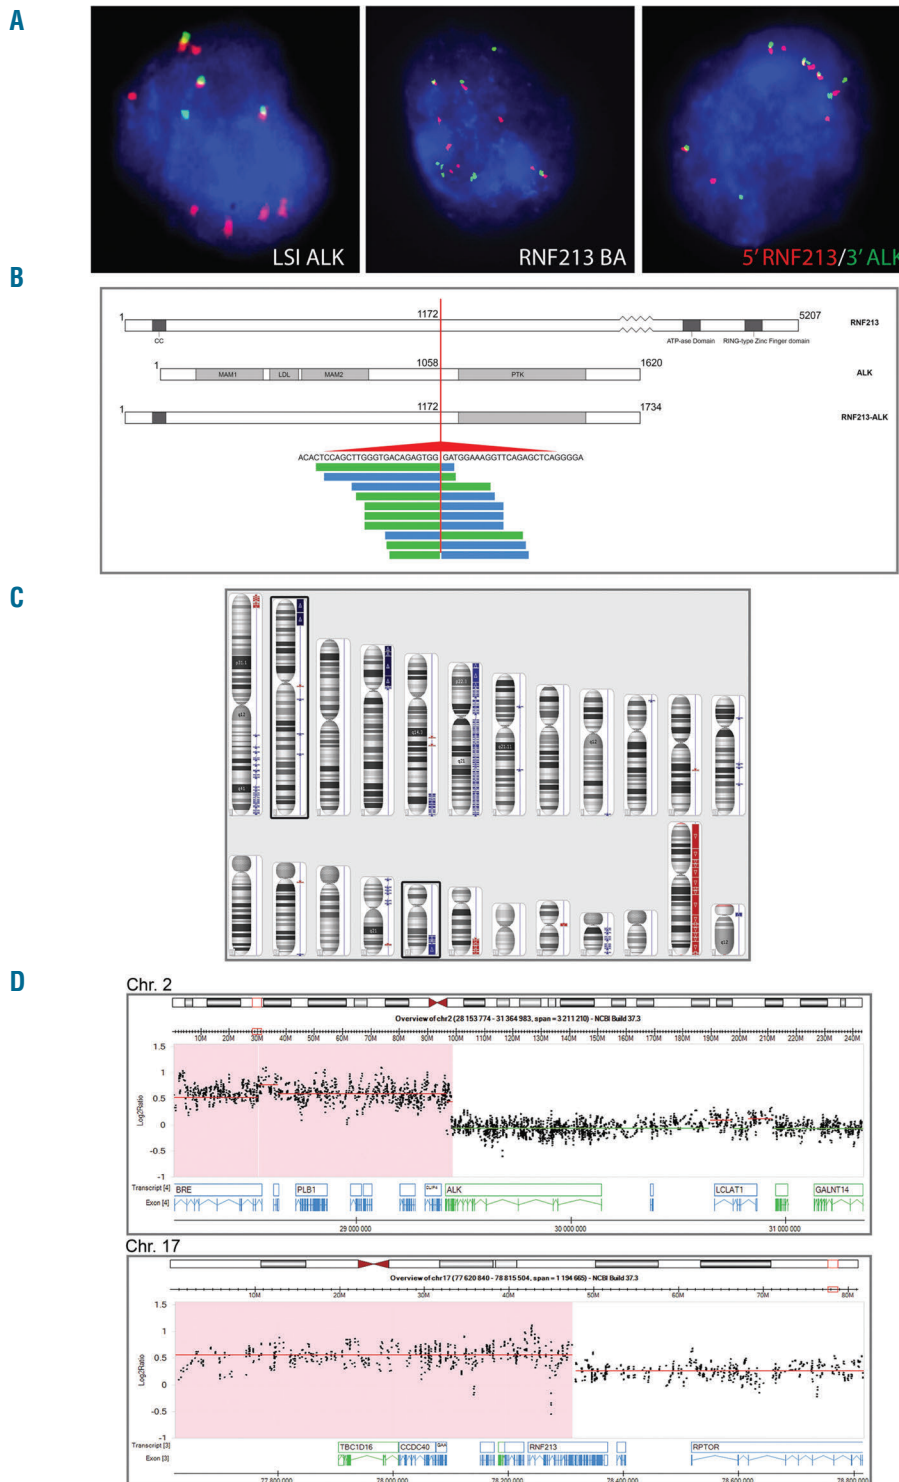 A
LSI ALK
RNF213 BA
5'RNF213/3'ALK
B
1
1172
5207
RNF213
CC
ATP-ase Domain
RING-type Zinc Finger domain
1
1058
1620
ALK
MAM1
LDL
MAM2
PTK
1
1172
1734
RNF213-ALK
ACACTCCAGCTTGGGTGACAGAGTGG GATGGAAAGGTTCAGAGCTCAGGGGA
C
D
Chr. 2
Overview of chr2 (28 153 774 - 31 364 983, span = 3 211 210) - NCBI Build 37.3
10M 20M 30M 40M 50M 60M 70M 80M 90M 100M 110M 120M 130M 140M 150M 160M 170M 180M 190M 200M 210M 220M 230M 240M
1.5
1
0.5
0
-0.5
-1
Log2Ratio
Transcript [4]
BRE
PLB1
ALK
LCLAT1
GALNT14
Exon [4]
29 000 000
30 000 000
31 000 000
Chr. 17
Overview of chr17 (77 620 840 - 78 815 504, span = 1 194 665) - NCBI Build 37.3
10M 20M 30M 40M 50M 60M 70M 80M
1.5
1
0.5
0
-0.5
-1
Log2Ratio
Transcript [3]
TBC1D16
CCDC40
GAA
RNF213
RPTOR
Exon [3]
77 800 000
78 000 000
78 200 000
78 400 000
78 600 000
78 800 000